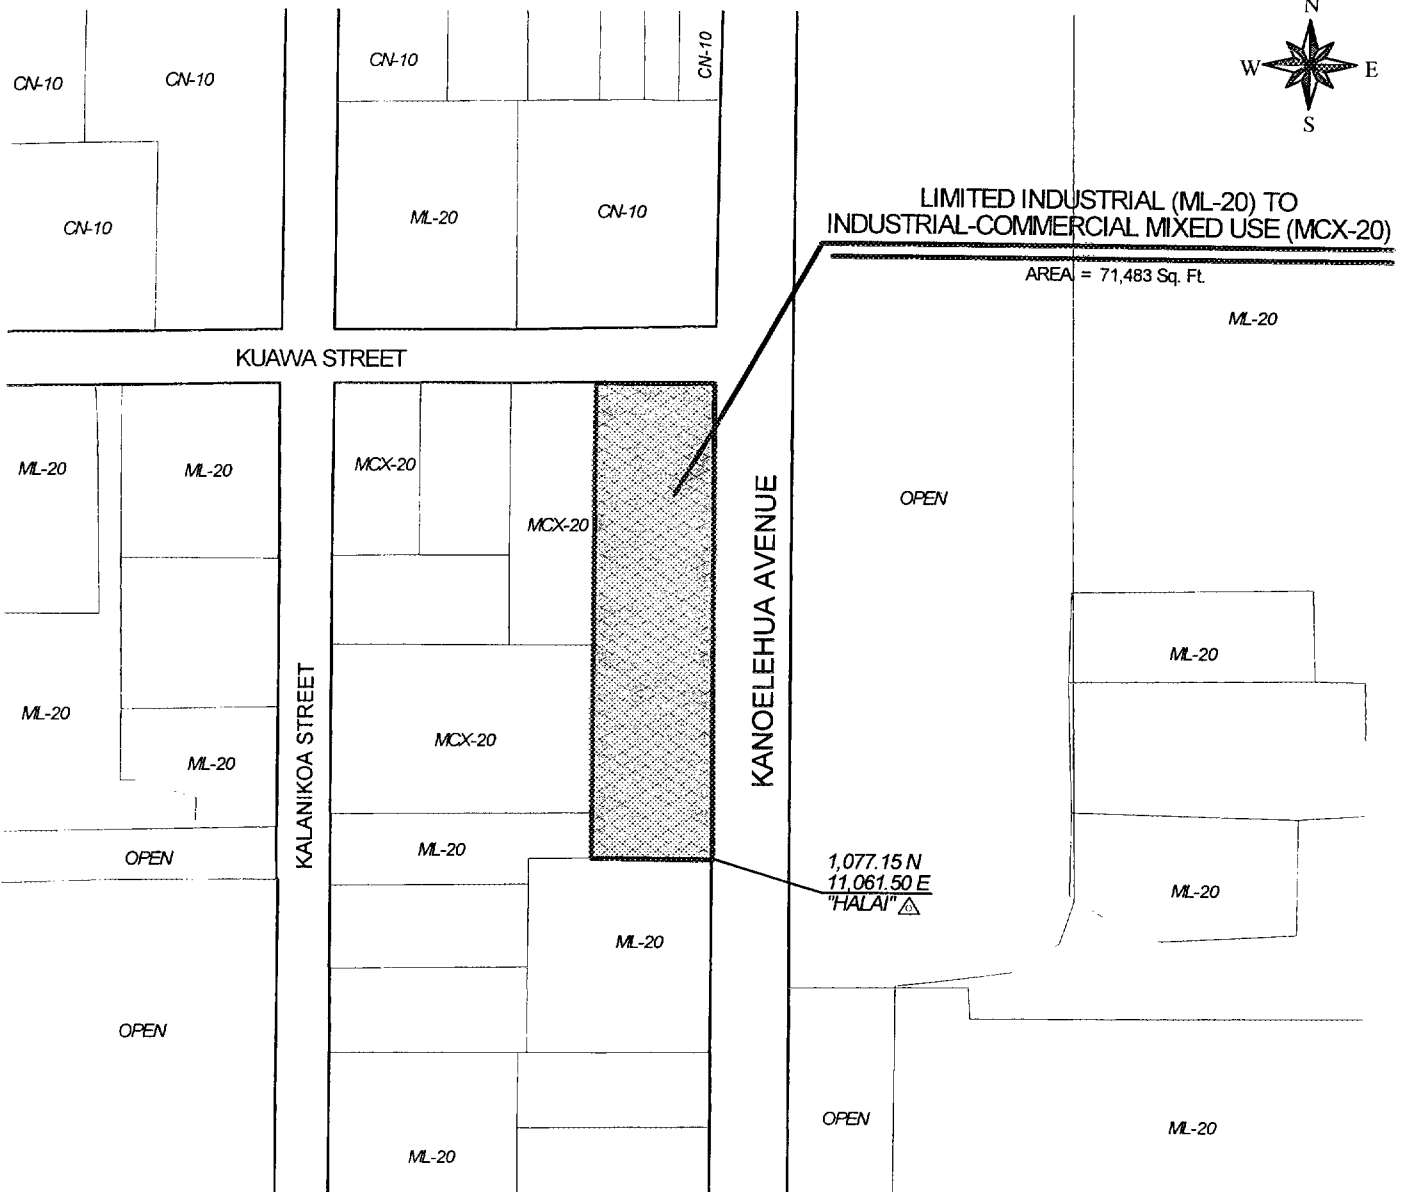 N
CN-10
CN-10
CN-10
CN-10
W
E
S
CN-10
ML-20
CN-10
LIMITED INDUSTRIAL (ML-20) TO
INDUSTRIAL-COMMERCIAL MIXED USE (MCX-20)
AREA = 71,483 Sq. Ft.
ML-20
KUAWA STREET
ML-20
ML-20
MCX-20
MCX-20
OPEN
KANOELEHUA AVENUE
ML-20
ML-20
KALANIKOA STREET
MCX-20
ML-20
OPEN
ML-20
1,077.15 N
11,061.50 E
"HALAI"
ML-20
ML-20
OPEN
OPEN
ML-20
ML-20